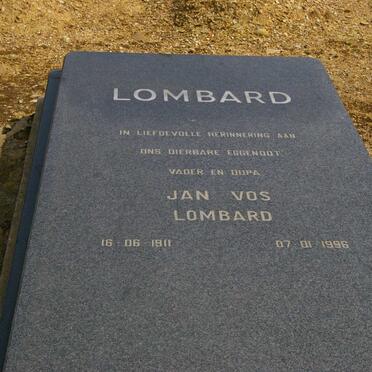 LOMBARD
IN LIEFDEVOLLE HERINNERING AAN
ONS DIERBARE EGGENOOT
VADER EN OUPA
JAN VOS
LOMBARD
16 · 06 · 1911 07 · 01 · 1996